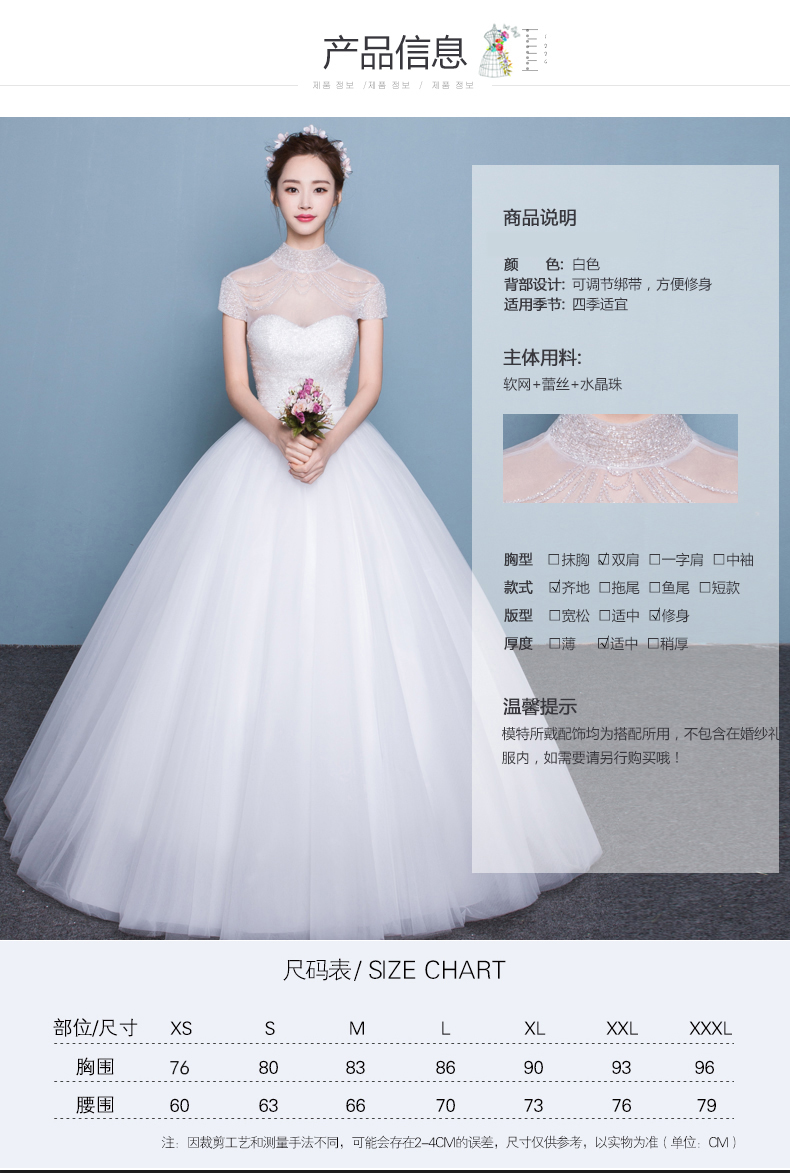 产品信息
제품 정보 /제품 정보 / 제품 정보
商品说明
颜 色: 白色
背部设计: 可调节绑带，方便修身
适用季节: 四季适宜
主体用料:
软网+蕾丝+水晶珠
胸型 □抹胸 ☑双肩 □一字肩 □中袖
款式 ☑齐地 □拖尾 □鱼尾 □短款
版型 □宽松 □适中 ☑修身
厚度 □薄 ☑适中 □稍厚
温馨提示
模特所戴配饰均为搭配所用，不包含在婚纱礼
服内，如需要请另行购买哦！
尺码表/ SIZE CHART
部位/尺寸 XS S M L XL XXL XXXL
胸围 76 80 83 86 90 93 96
腰围 60 63 66 70 73 76 79
注: 因裁剪工艺和测量手法不同，可能会存在2-4CM的误差，尺寸仅供参考，以实物为准（单位: CM）